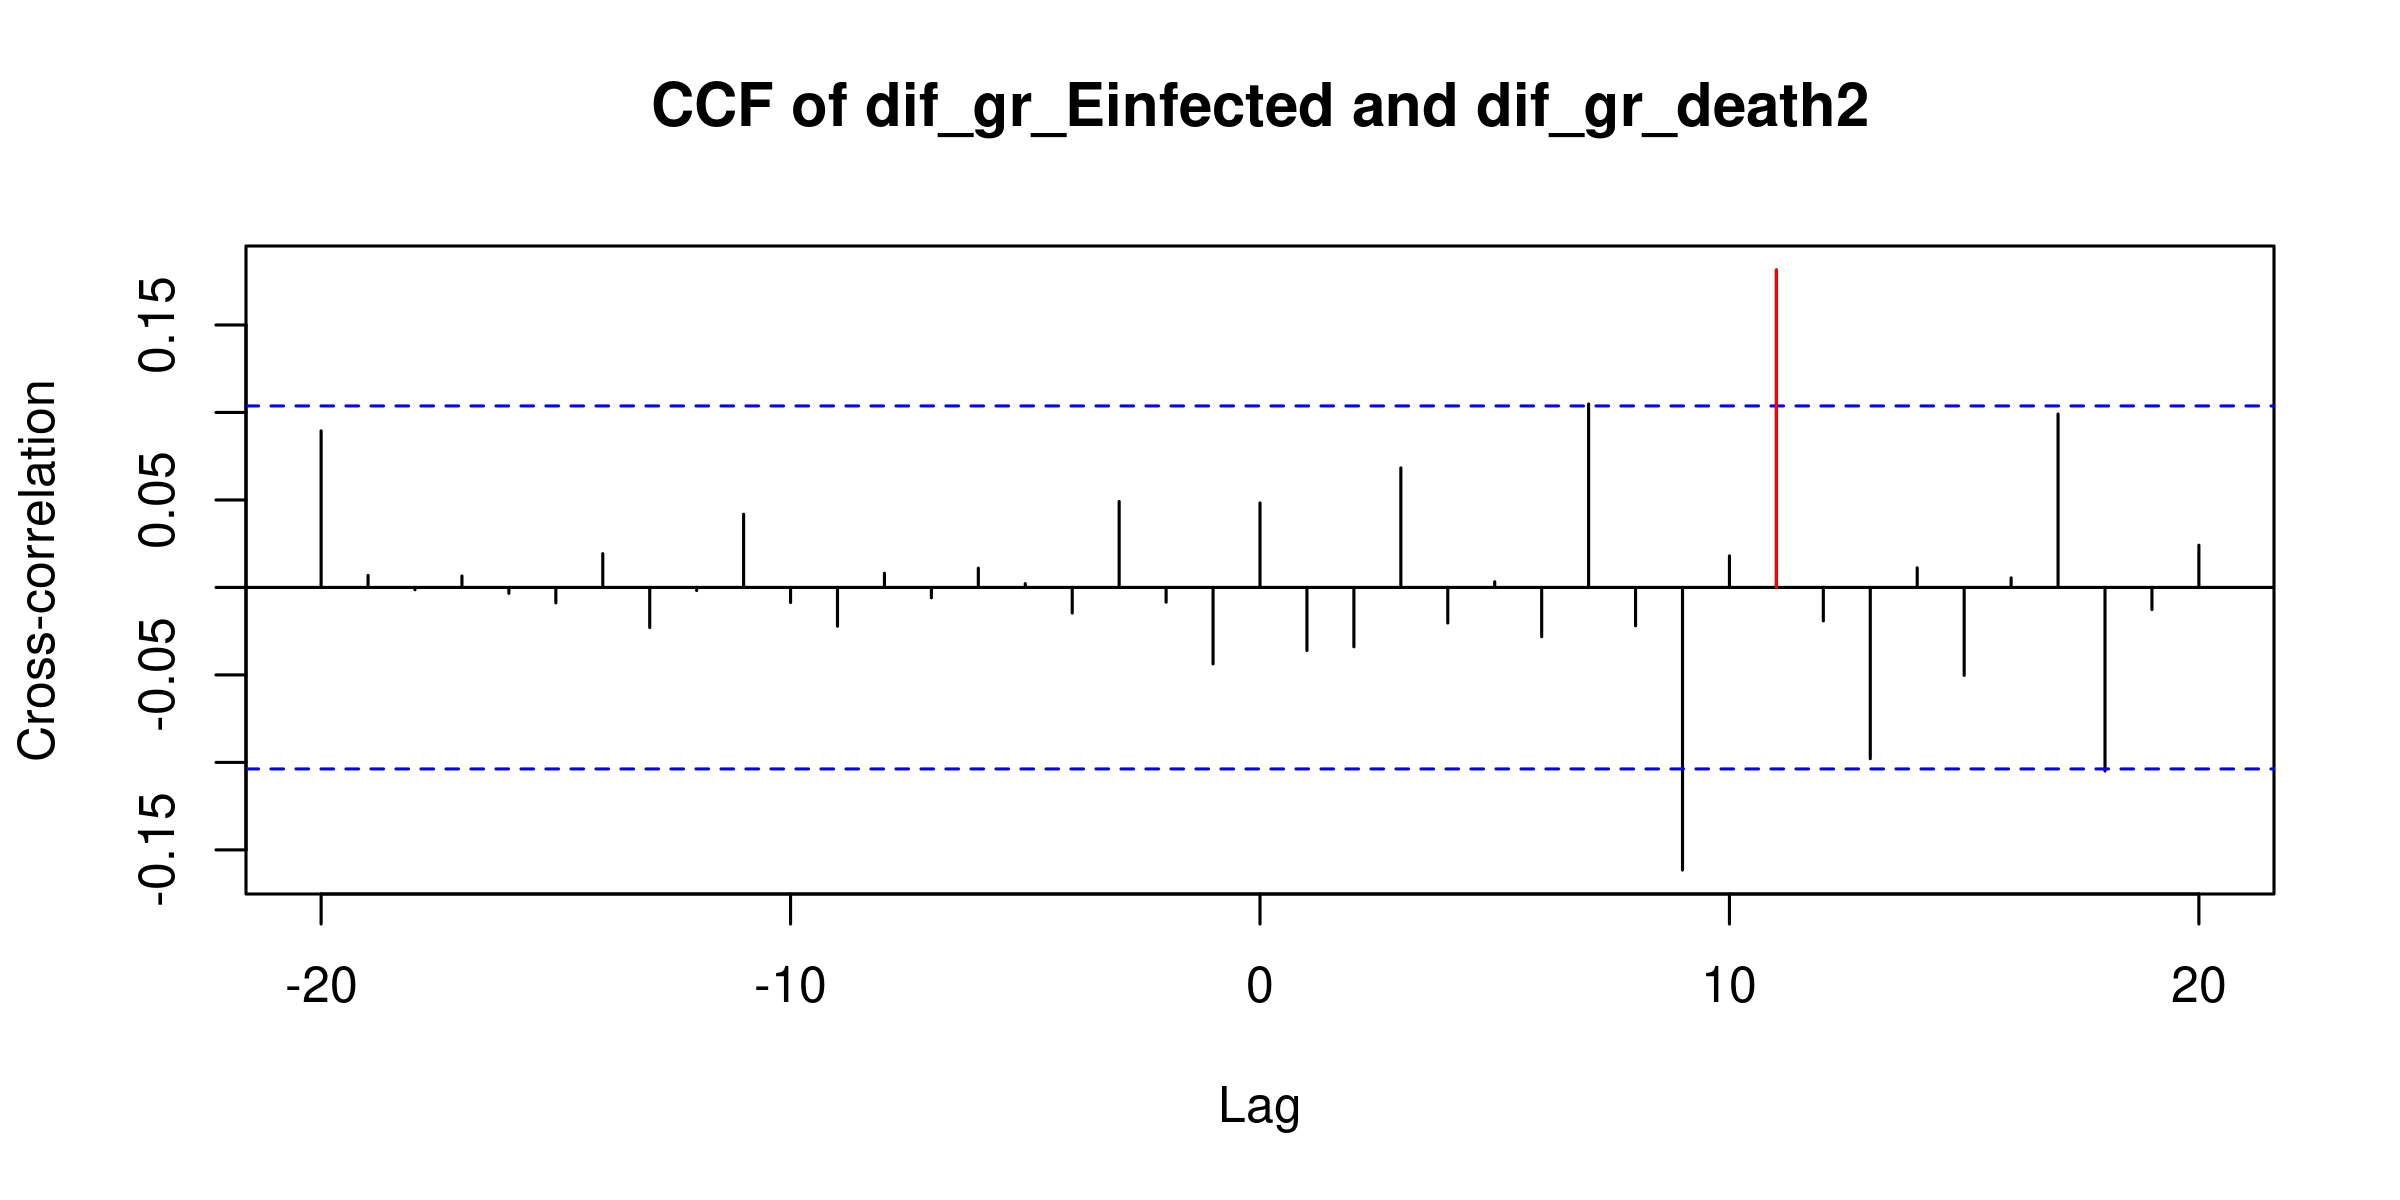 CCF of dif_gr_Einfected and dif_gr_death2
Cross-correlation
0.15
0.05
-0.05
-0.15
-20 -10 0 10 20
Lag